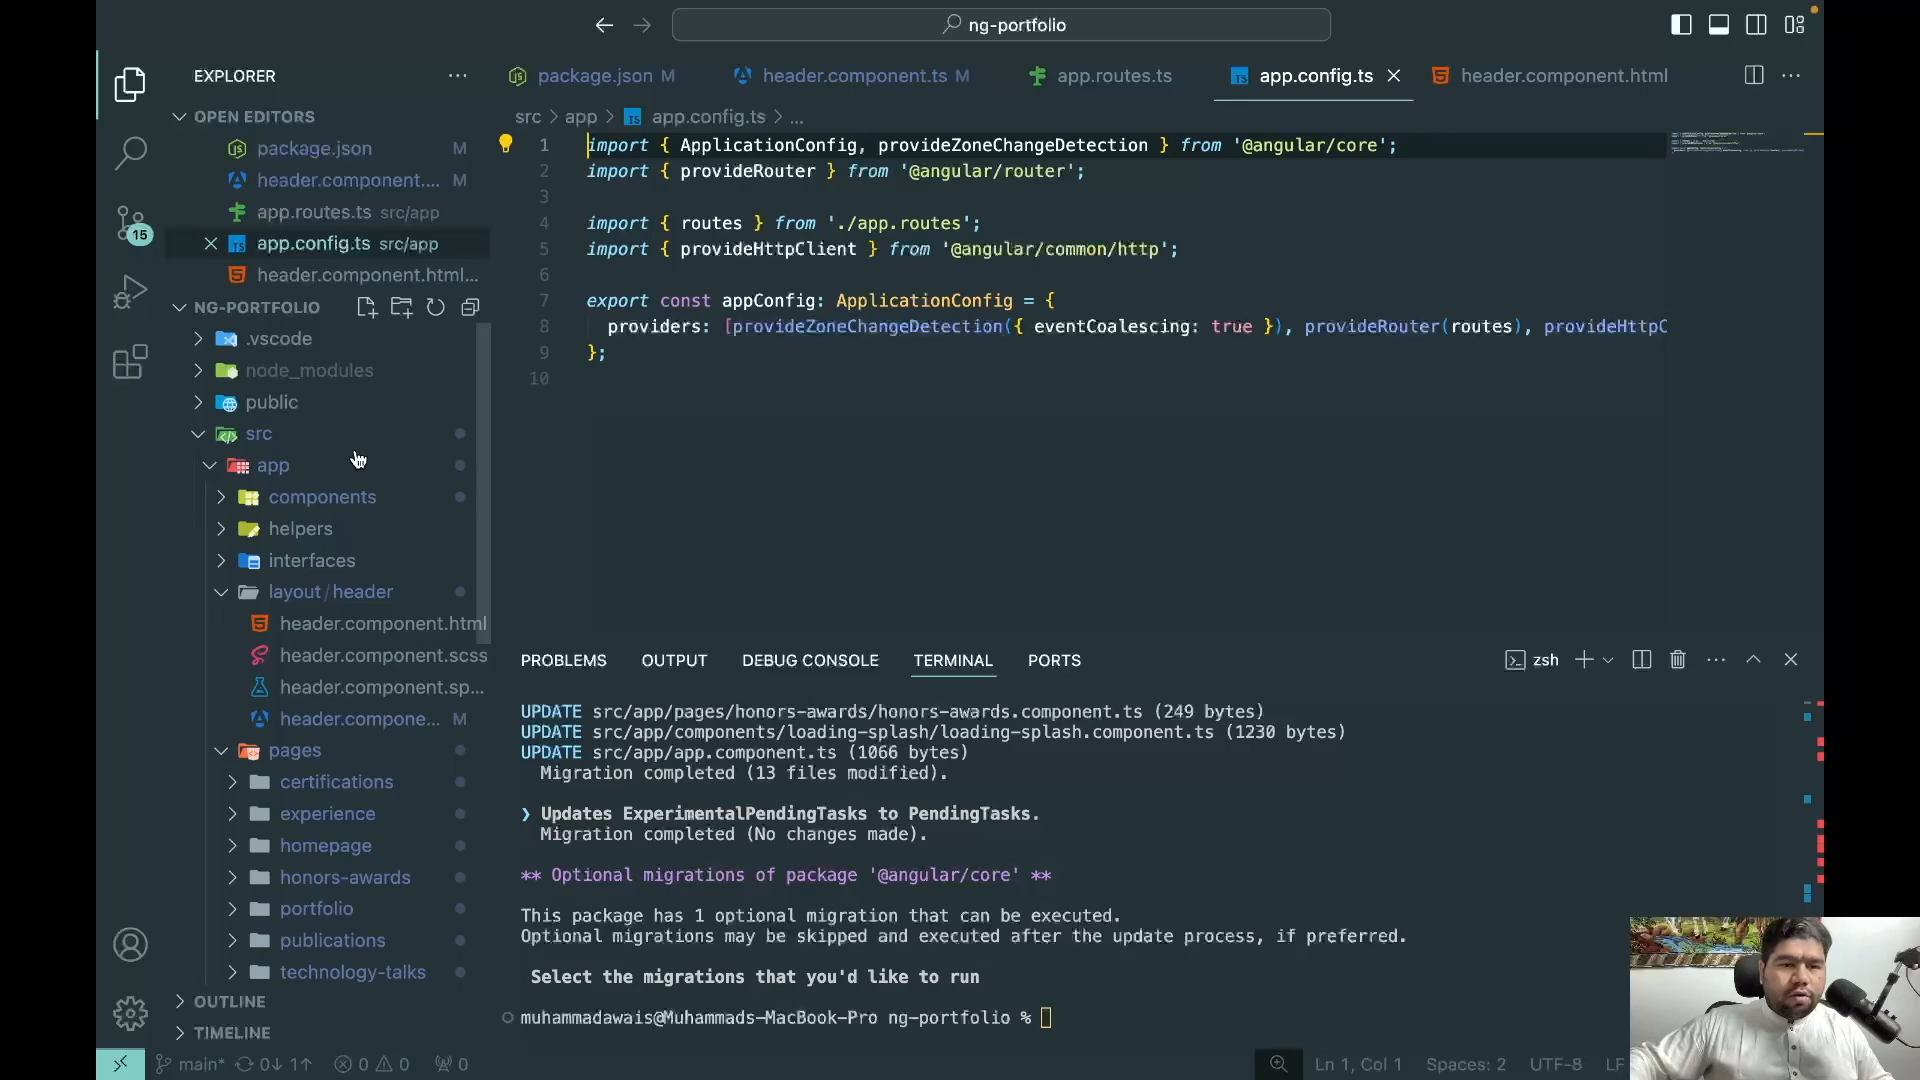 ng-portfolio
EXPLORER
package.json M
header.component.ts M
app.routes.ts
app.config.ts
header.component.html
OPEN EDITORS
package.json M
header.component.... M
app.routes.ts src/app
app.config.ts src/app
header.component.html...
15
NG-PORTFOLIO
.vscode
node_modules
public
src
app
components
helpers
interfaces
layout / header
header.component.html
header.component.scss
header.component.sp...
header.compone... M
pages
certifications
experience
homepage
honors-awards
portfolio
publications
technology-talks
OUTLINE
TIMELINE
src > app > TS app.config.ts > ...
1 import { ApplicationConfig, provideZoneChangeDetection } from '@angular/core';
2 import { provideRouter } from '@angular/router';
3
4 import { routes } from './app.routes';
5 import { provideHttpClient } from '@angular/common/http';
6
7 export const appConfig: ApplicationConfig = {
8 providers: [provideZoneChangeDetection({ eventCoalescing: true }), provideRouter(routes), provideHttpC
9 };
10
PROBLEMS OUTPUT DEBUG CONSOLE TERMINAL PORTS
zsh
UPDATE src/app/pages/honors-awards/honors-awards.component.ts (249 bytes)
UPDATE src/app/components/loading-splash/loading-splash.component.ts (1230 bytes)
UPDATE src/app/app.component.ts (1066 bytes)
Migration completed (13 files modified).
❯ Updates ExperimentalPendingTasks to PendingTasks.
Migration completed (No changes made).
** Optional migrations of package '@angular/core' **
This package has 1 optional migration that can be executed.
Optional migrations may be skipped and executed after the update process, if preferred.
Select the migrations that you'd like to run
muhammadawais@Muhammads-MacBook-Pro ng-portfolio %
main* 0↓ 1↑ 0 0 0
Ln 1, Col 1 Spaces: 2 UTF-8 LF